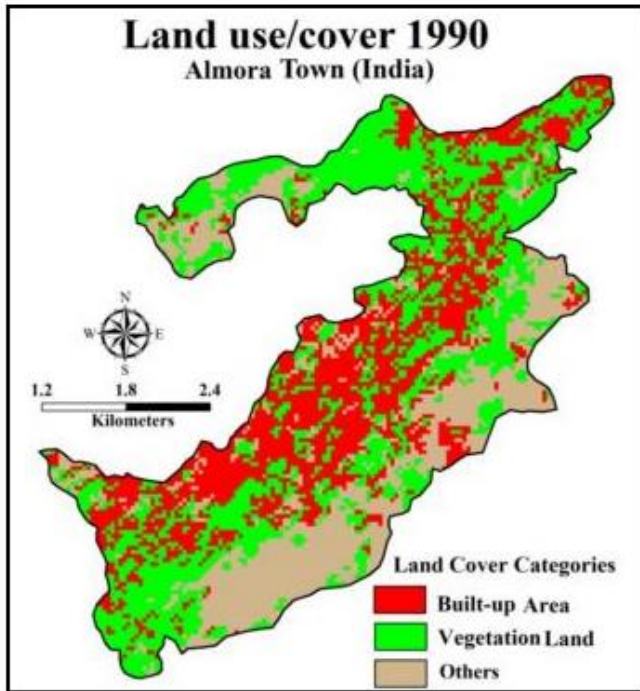 Land use/cover 1990
Almora Town (India)
N
W E
S
1.2 1.8 2.4
Kilometers
Land Cover Categories
Built-up Area
Vegetation Land
Others